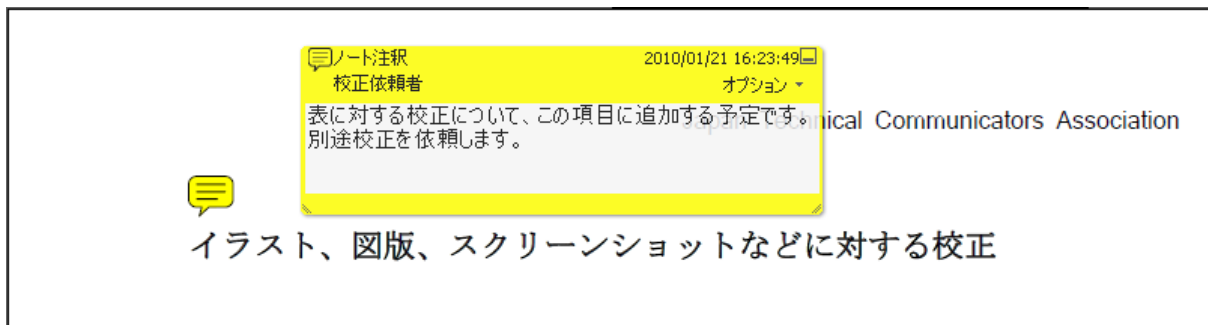 ノート注釈 2010/01/21 16:23:49
校正依頼者 オプション
表に対する校正について、この項目に追加する予定です。
別途校正を依頼します。
Japan Technical Communicators Association
イラスト、図版、スクリーンショットなどに対する校正